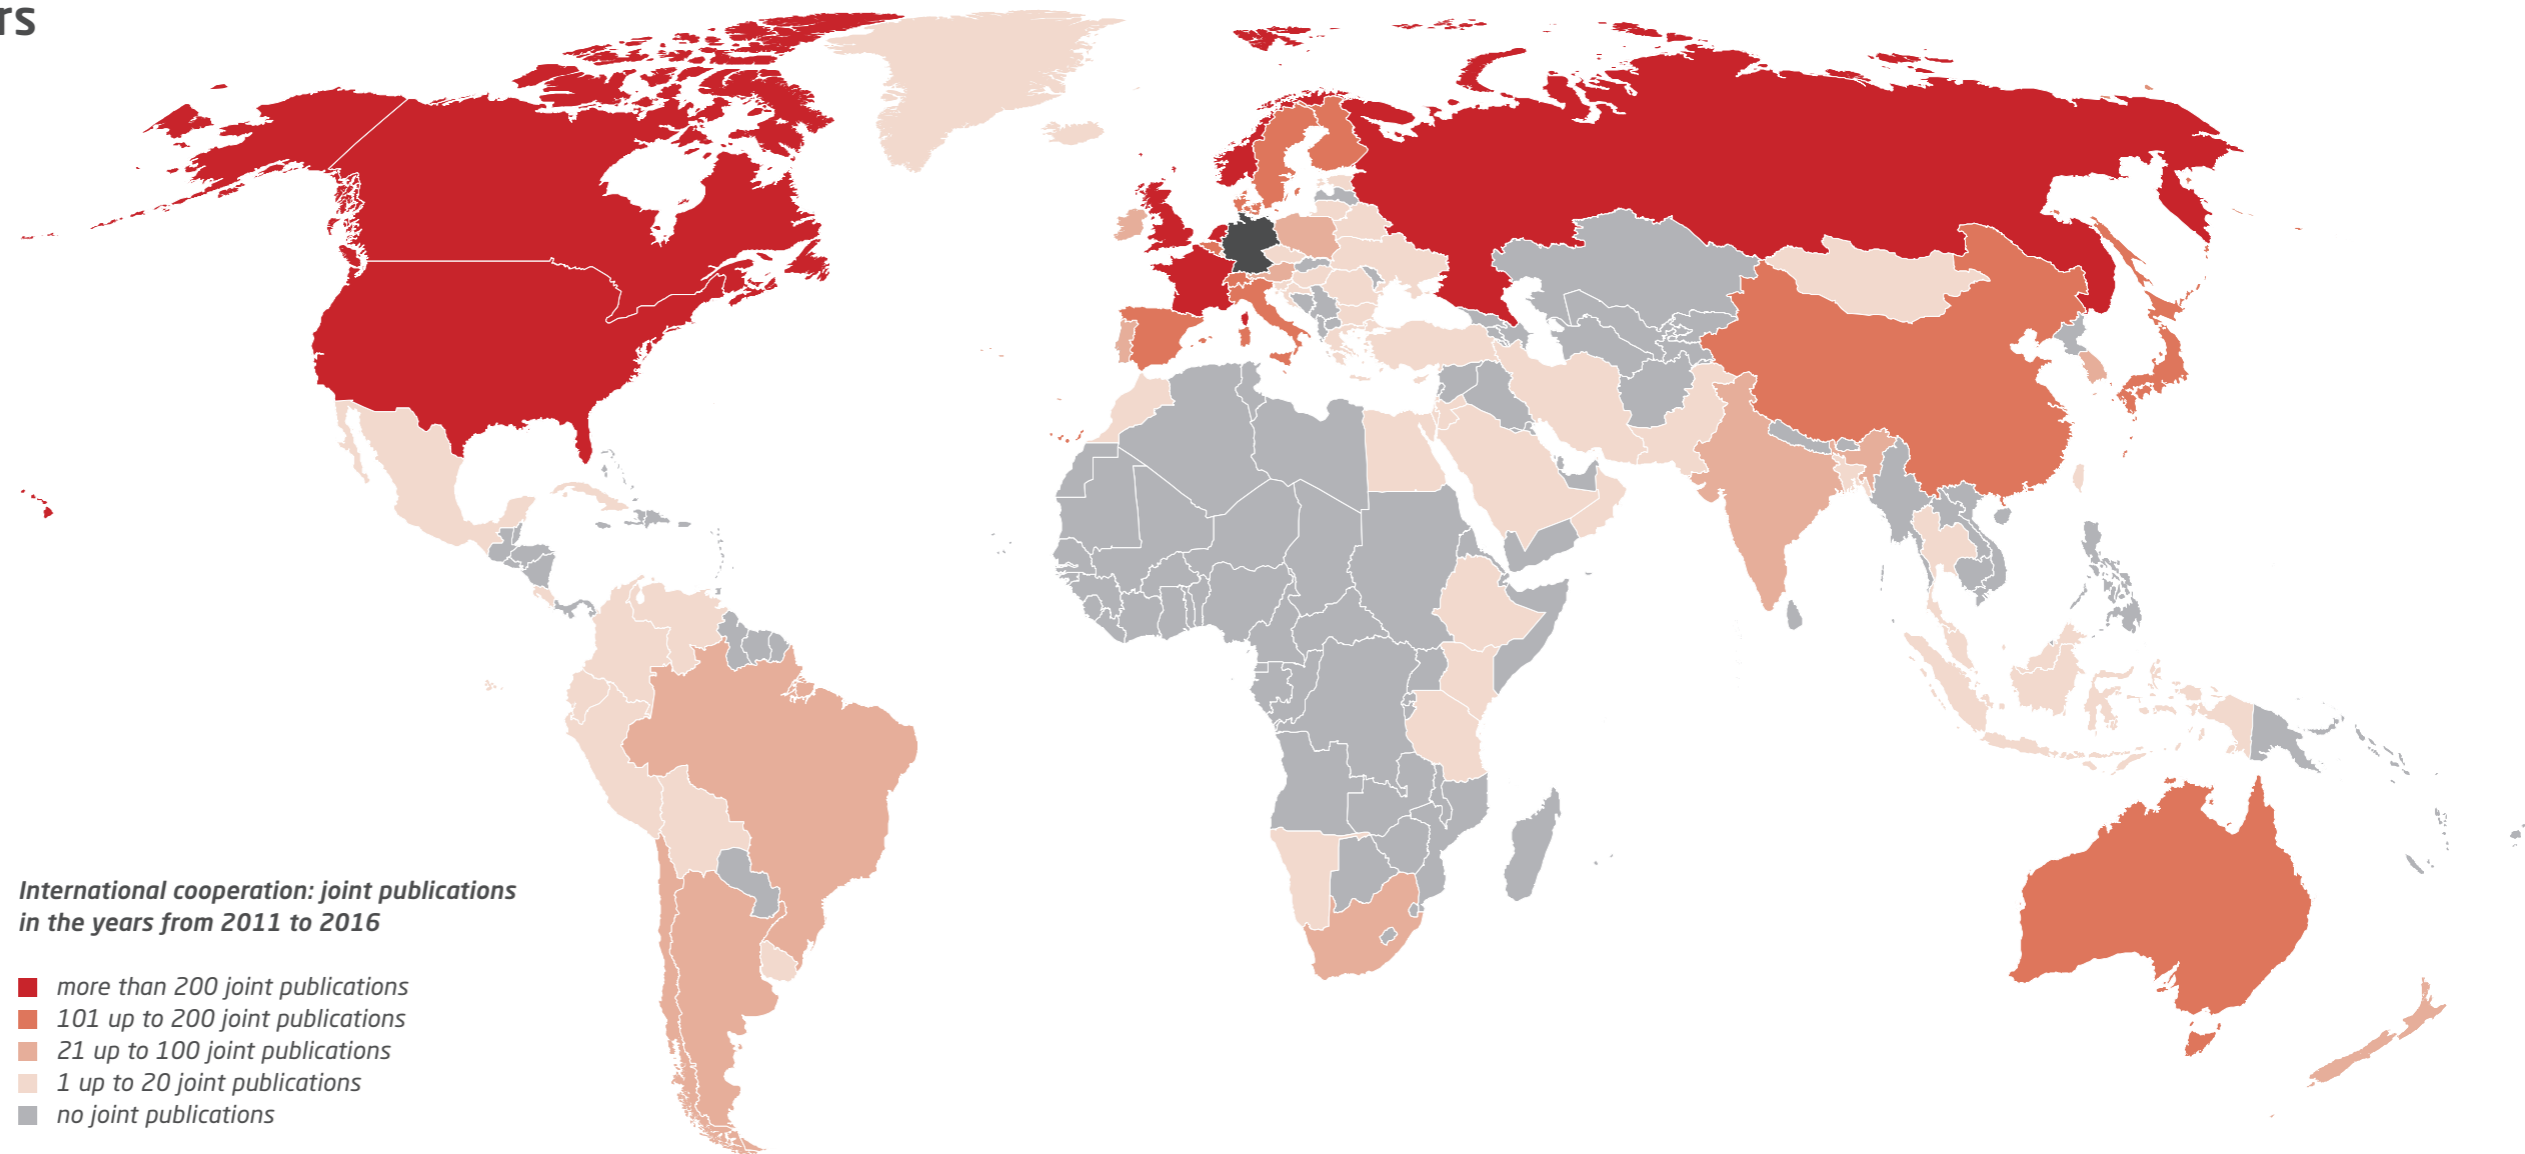 rs
International cooperation: joint publications
in the years from 2011 to 2016
more than 200 joint publications
101 up to 200 joint publications
21 up to 100 joint publications
1 up to 20 joint publications
no joint publications